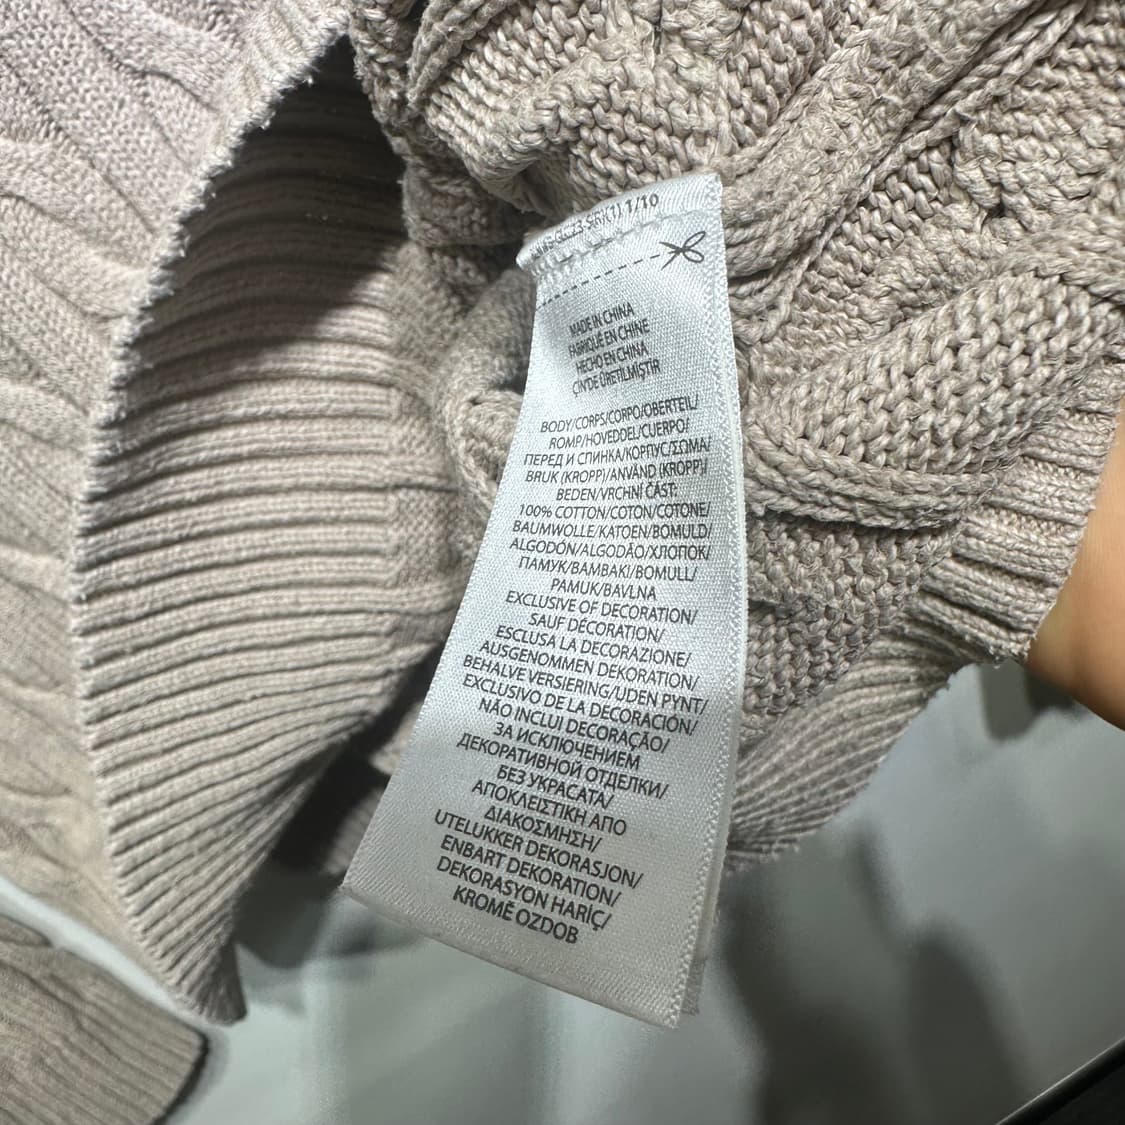 1/10
MADE IN CHINA
FABRIQUÉ EN CHINE
HECHO EN CHINA
ÇIN'DE ÜRETILMIŞTIR
BODY/CORPS/CORPO/OBERTEIL/
ROMP/HOVEDDEL/CUERPO/
ПЕРЕД И СПИНКА/КОРПУС/ΣΩΜΑ/
BRUK (KROPP)/ANVÄND (KROPP)/
BEDEN/VRCHNÍ ČÁST:
100% COTTON/COTON/COTONE/
BAUMWOLLE/KATOEN/BOMULD/
ALGODÓN/ALGODÃO/ХЛОПОК/
ПАМУК/BAMBAKI/BOMULL/
PAMUK/BAVLNA
EXCLUSIVE OF DECORATION/
SAUF DÉCORATION/
ESCLUSA LA DECORAZIONE/
AUSGENOMMEN DEKORATION/
BEHALVE VERSIERING/UDEN PYNT/
EXCLUSIVO DE LA DECORACIÓN/
NÃO INCLUI DECORAÇÃO/
ЗА ИСКЛЮЧЕНИЕМ
ДЕКОРАТИВНОЙ ОТДЕЛКИ/
БЕЗ УКРАСАТА/
ΑΠΟΚΛΕΙΣΤΙΚΗ ΑΠΟ
ΔΙΑΚΟΣΜΗΣΗ/
UTELUKKER DEKORASJON/
ENBART DEKORATION/
DEKORASYON HARİÇ/
KROMĚ OZDOB